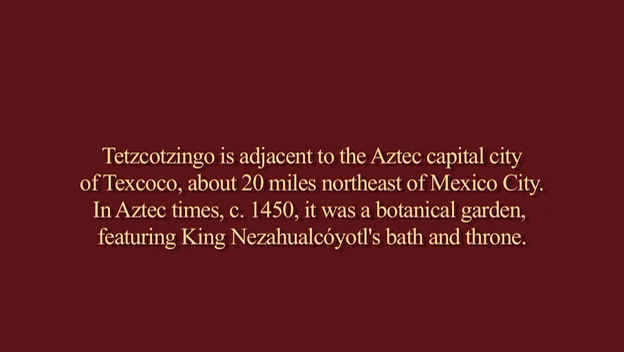 Tetzcotzingo is adjacent to the Aztec capital city
of Texcoco, about 20 miles northeast of Mexico City.
In Aztec times, c. 1450, it was a botanical garden,
featuring King Nezahualcóyotl's bath and throne.